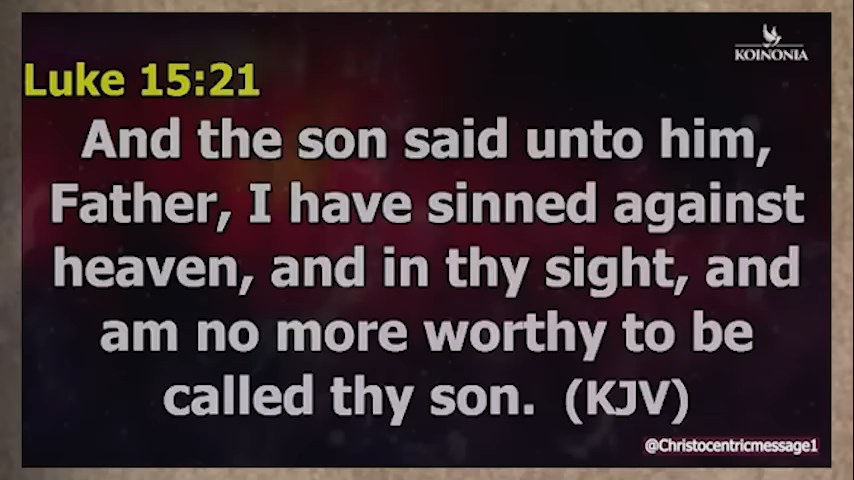 KOINONIA
Luke 15:21
And the son said unto him,
Father, I have sinned against
heaven, and in thy sight, and
am no more worthy to be
called thy son. (KJV)
@Christocentricmessage1